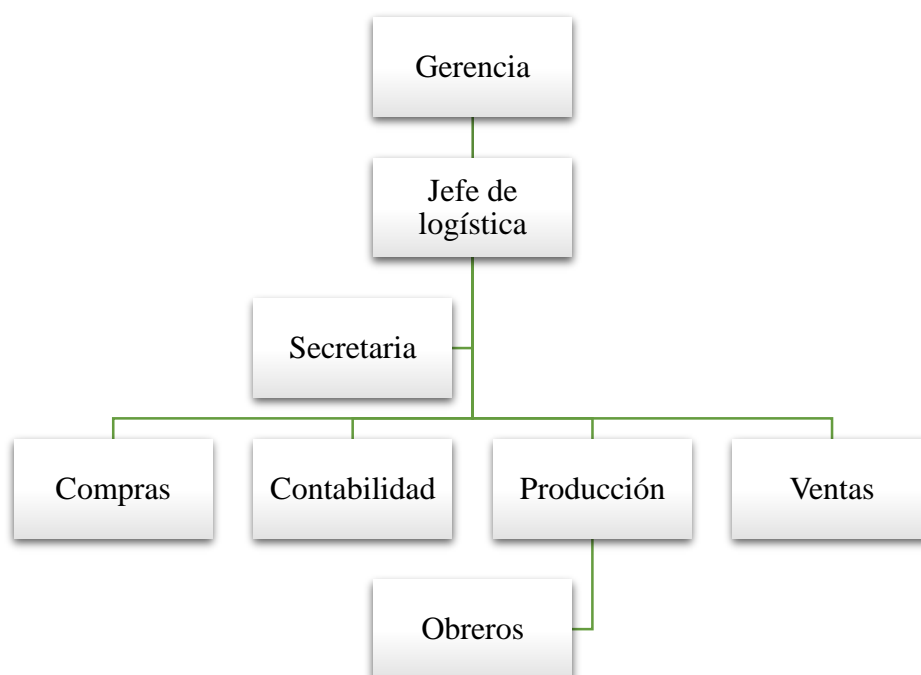 Gerencia
Jefe de
logística
Secretaria
Compras
Contabilidad
Producción
Ventas
Obreros